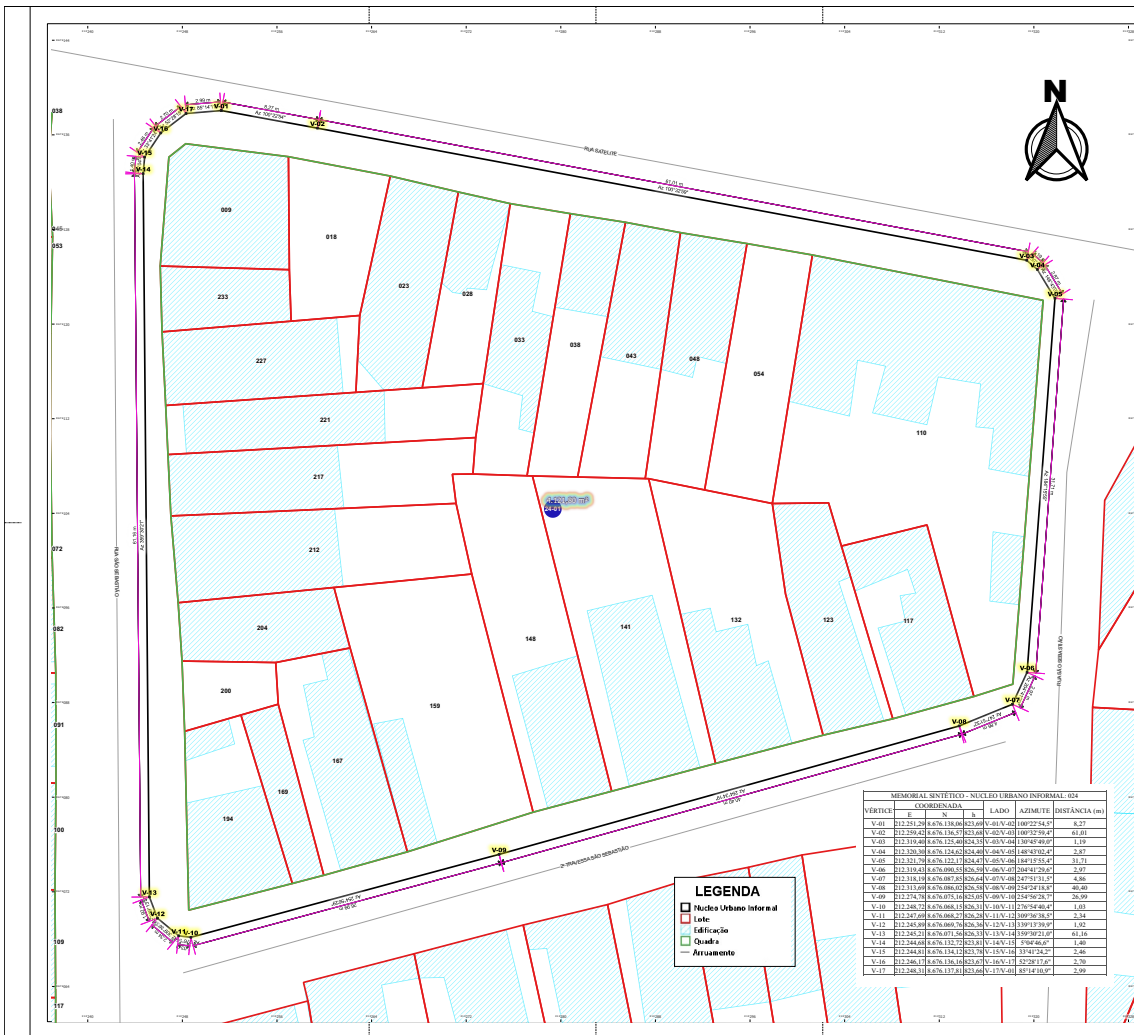 N
V-17
V-01
V-02
V-16
V-15
V-14
2,99 m
8,27 m
Az 100°22'54"
RUA SATELITE
61,01 m
Az 100°32'59"
V-03
V-04
V-05
038
045
053
072
082
091
100
109
117
009
018
023
028
033
038
043
048
054
110
233
227
221
217
212
204
200
194
169
167
159
148
141
132
123
117
24-01
RUA SÃO SEBASTIÃO
61,16 m
31,71 m
RUA SÃO SEBASTIÃO
2ª TRAVESSA SÃO SEBASTIÃO
V-06
V-07
V-08
V-09
V-10
V-11
V-12
V-13
LEGENDA
Nucleo Urbano Informal
Lote
Edificação
Quadra
Arruamento
MEMORIAL SINTÉTICO - NUCLEO URBANO INFORMAL: 024
VÉRTICE COORDENADA LADO AZIMUTE DISTÂNCIA (m)
E N h
V-01 212.251,29 8.676.138,06 823,69 V-01/V-02 100°22'54,5" 8,27
V-02 212.259,42 8.676.136,57 823,68 V-02/V-03 100°32'59,4" 61,01
V-03 212.319,40 8.676.125,40 824,35 V-03/V-04 130°45'49,0" 1,19
V-04 212.320,30 8.676.124,62 824,40 V-04/V-05 148°43'02,4" 2,87
V-05 212.321,79 8.676.122,17 824,47 V-05/V-06 184°15'55,4" 31,71
V-06 212.319,43 8.676.090,55 826,59 V-06/V-07 204°41'29,6" 2,97
V-07 212.318,19 8.676.087,85 826,64 V-07/V-08 247°51'31,5" 4,86
V-08 212.313,69 8.676.086,02 826,58 V-08/V-09 254°24'18,8" 40,40
V-09 212.274,78 8.676.075,16 825,05 V-09/V-10 254°56'28,7" 26,99
V-10 212.248,72 8.676.068,15 826,31 V-10/V-11 276°54'40,4" 1,03
V-11 212.247,69 8.676.068,27 826,28 V-11/V-12 309°36'38,5" 2,34
V-12 212.245,89 8.676.069,76 826,36 V-12/V-13 339°13'39,9" 1,92
V-13 212.245,21 8.676.071,56 826,33 V-13/V-14 359°30'21,0" 61,16
V-14 212.244,68 8.676.132,72 823,81 V-14/V-15 5°04'46,6" 1,40
V-15 212.244,81 8.676.134,12 823,78 V-15/V-16 33°41'24,2" 2,46
V-16 212.246,17 8.676.136,16 823,67 V-16/V-17 52°28'17,6" 2,70
V-17 212.248,31 8.676.137,81 823,66 V-17/V-01 85°14'10,9" 2,99